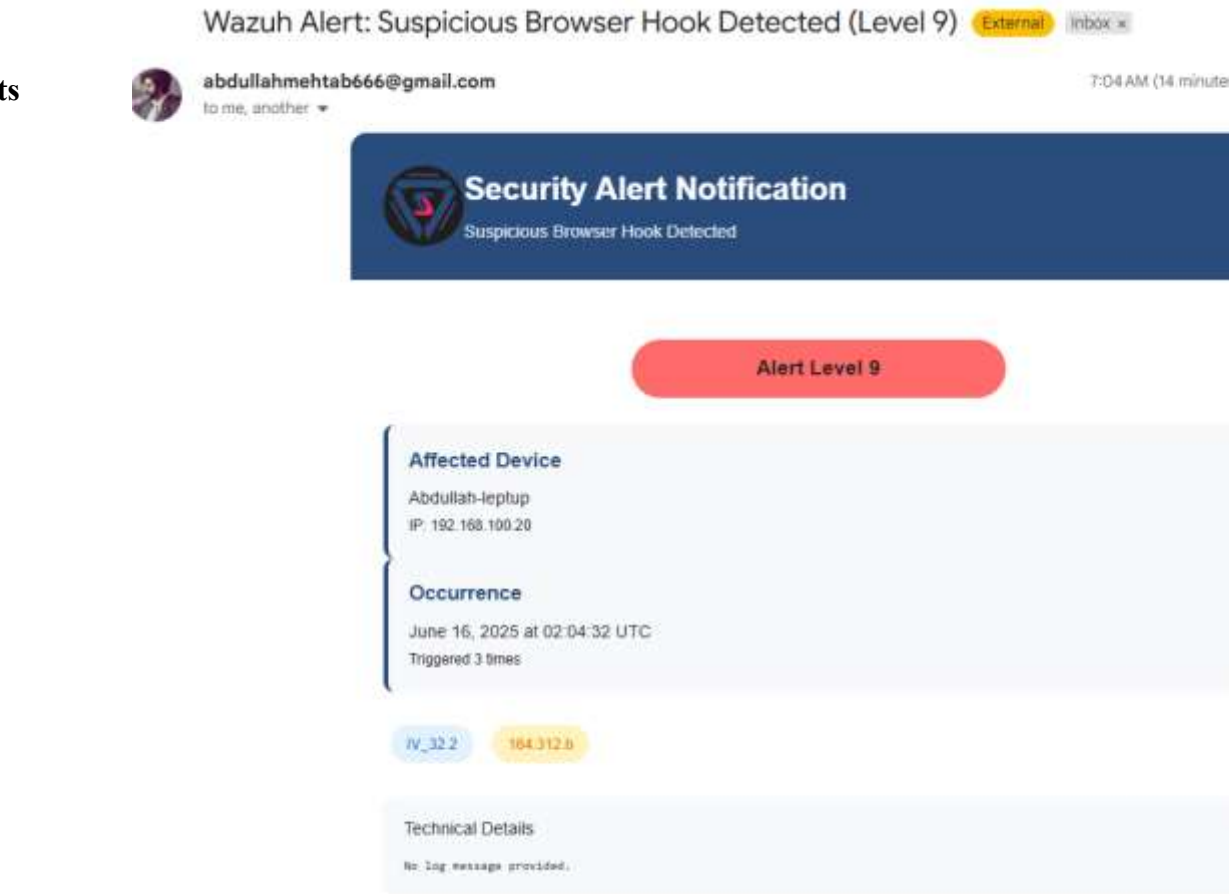 Wazuh Alert: Suspicious Browser Hook Detected (Level 9) External Inbox ×
ts
abdullahmehtab666@gmail.com 7:04 AM (14 minute
to me, another
Security Alert Notification
Suspicious Browser Hook Detected
Alert Level 9
Affected Device
Abdullah-leptup
IP: 192.168.100.20
Occurrence
June 16, 2025 at 02:04:32 UTC
Triggered 3 times
IV_32.2 164.312.b
Technical Details
No log message provided.